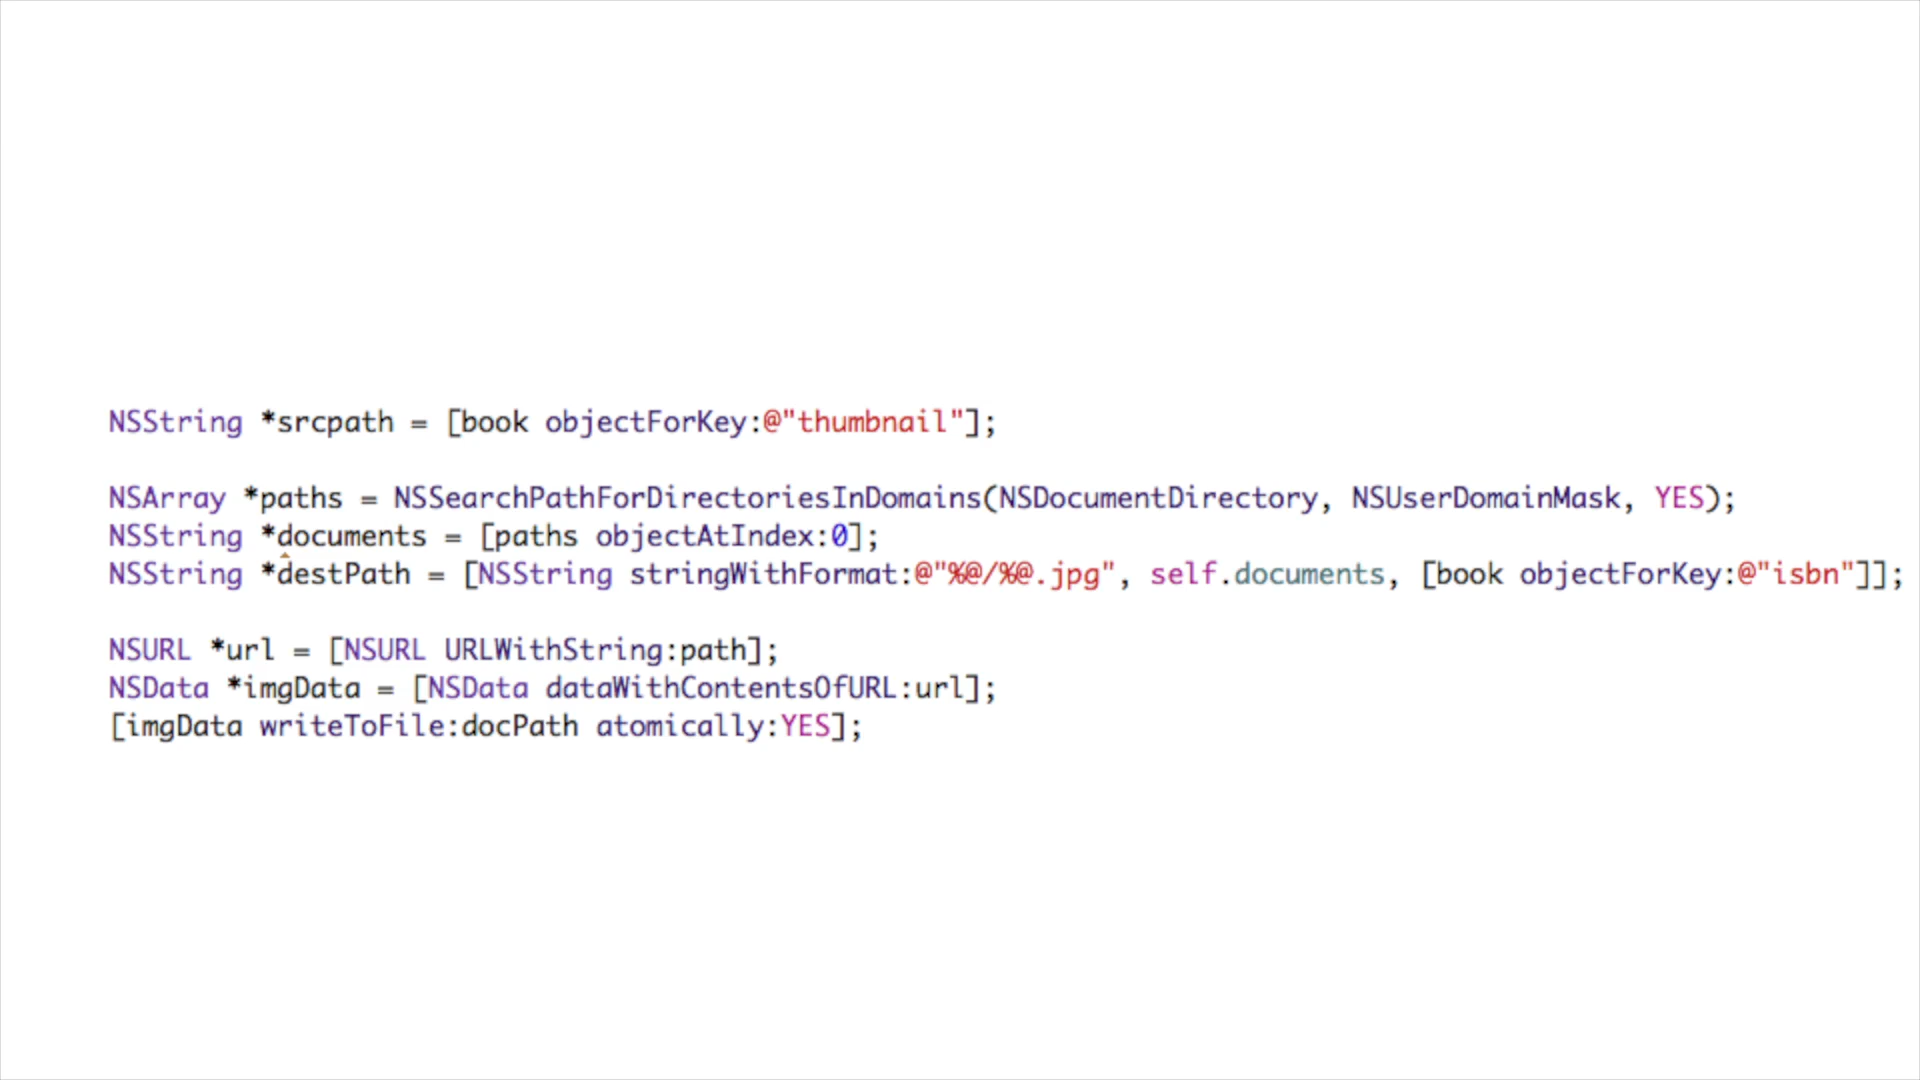 NSString *srcpath = [book objectForKey:@"thumbnail"];
NSArray *paths = NSSearchPathForDirectoriesInDomains(NSDocumentDirectory, NSUserDomainMask, YES);
NSString *documents = [paths objectAtIndex:0];
NSString *destPath = [NSString stringWithFormat:@"%@/%@.jpg", self.documents, [book objectForKey:@"isbn"]];
NSURL *url = [NSURL URLWithString:path];
NSData *imgData = [NSData dataWithContentsOfURL:url];
[imgData writeToFile:docPath atomically:YES];